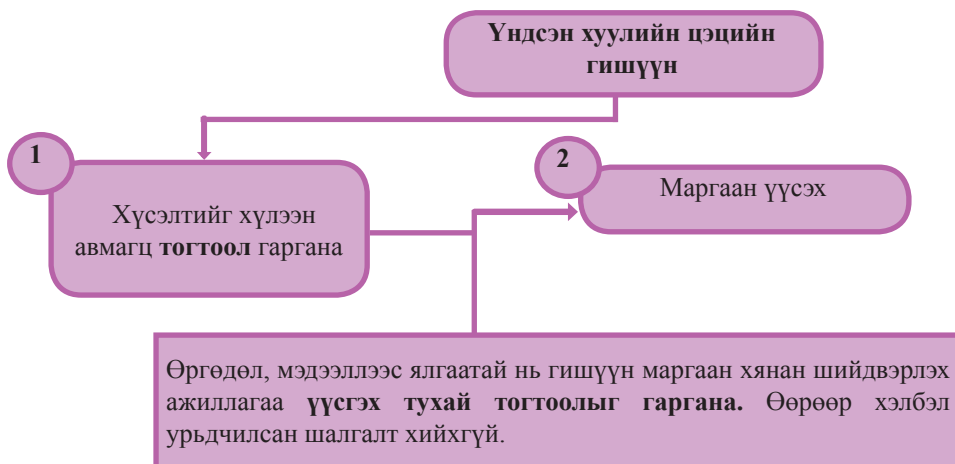 Үндсэн хуулийн цэцийн
гишүүн
1
Хүсэлтийг хүлээн
авмагц тогтоол гаргана
2
Маргаан үүсэх
Өргөдөл, мэдээллээс ялгаатай нь гишүүн маргаан хянан шийдвэрлэх
ажиллагаа үүсгэх тухай тогтоолыг гаргана. Өөрөөр хэлбэл
урьдчилсан шалгалт хийхгүй.